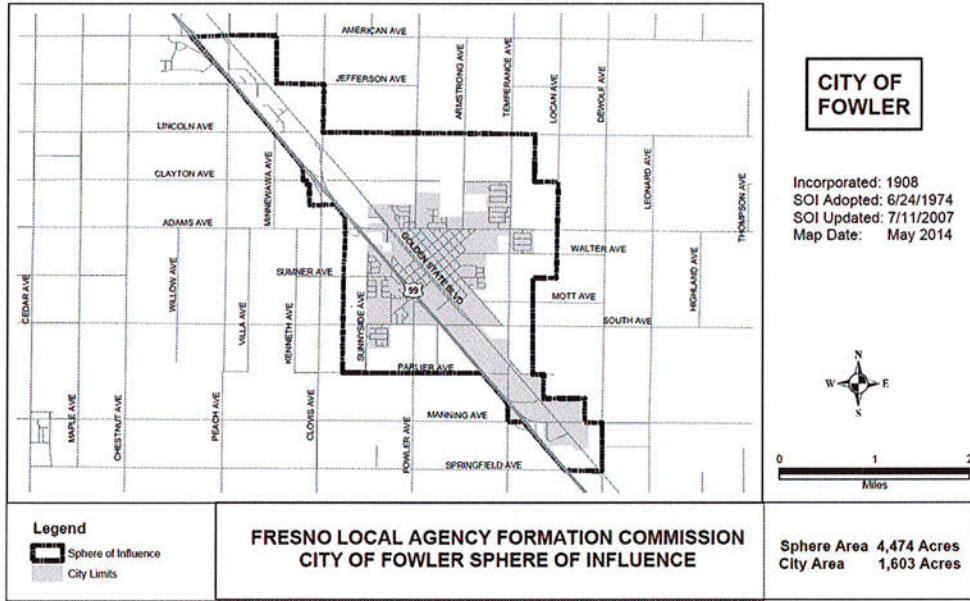 AMERICAN AVE
JEFFERSON AVE
ARMSTRONG AVE
TEMPERANCE AVE
LOCAN AVE
DEWOLF AVE
LINCOLN AVE
CLAYTON AVE
MINNEWAWA AVE
LEONARD AVE
THOMPSON AVE
ADAMS AVE
WALTER AVE
GOLDEN STATE BLVD
SUMNER AVE
99
MOTT AVE
HIGHLAND AVE
CEDAR AVE
WILLOW AVE
VILLA AVE
KENNETH AVE
SUNNYSIDE AVE
SOUTH AVE
PARLIER AVE
MAPLE AVE
CHESTNUT AVE
PEACH AVE
CLOVIS AVE
FOWLER AVE
MANNING AVE
SPRINGFIELD AVE
CITY OF
FOWLER
Incorporated: 1908
SOI Adopted: 6/24/1974
SOI Updated: 7/11/2007
Map Date: May 2014
N
W E
S
0 1 2
Miles
Legend
Sphere of Influence
City Limits
FRESNO LOCAL AGENCY FORMATION COMMISSION
CITY OF FOWLER SPHERE OF INFLUENCE
Sphere Area 4,474 Acres
City Area 1,603 Acres